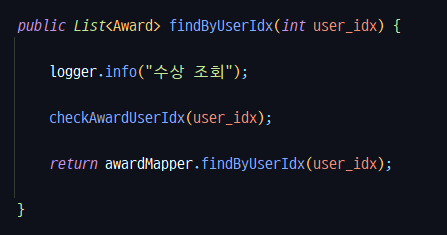 public List<Award> findByUserIdx(int user_idx) {
logger.info("수상 조회");
checkAwardUserIdx(user_idx);
return awardMapper.findByUserIdx(user_idx);
}